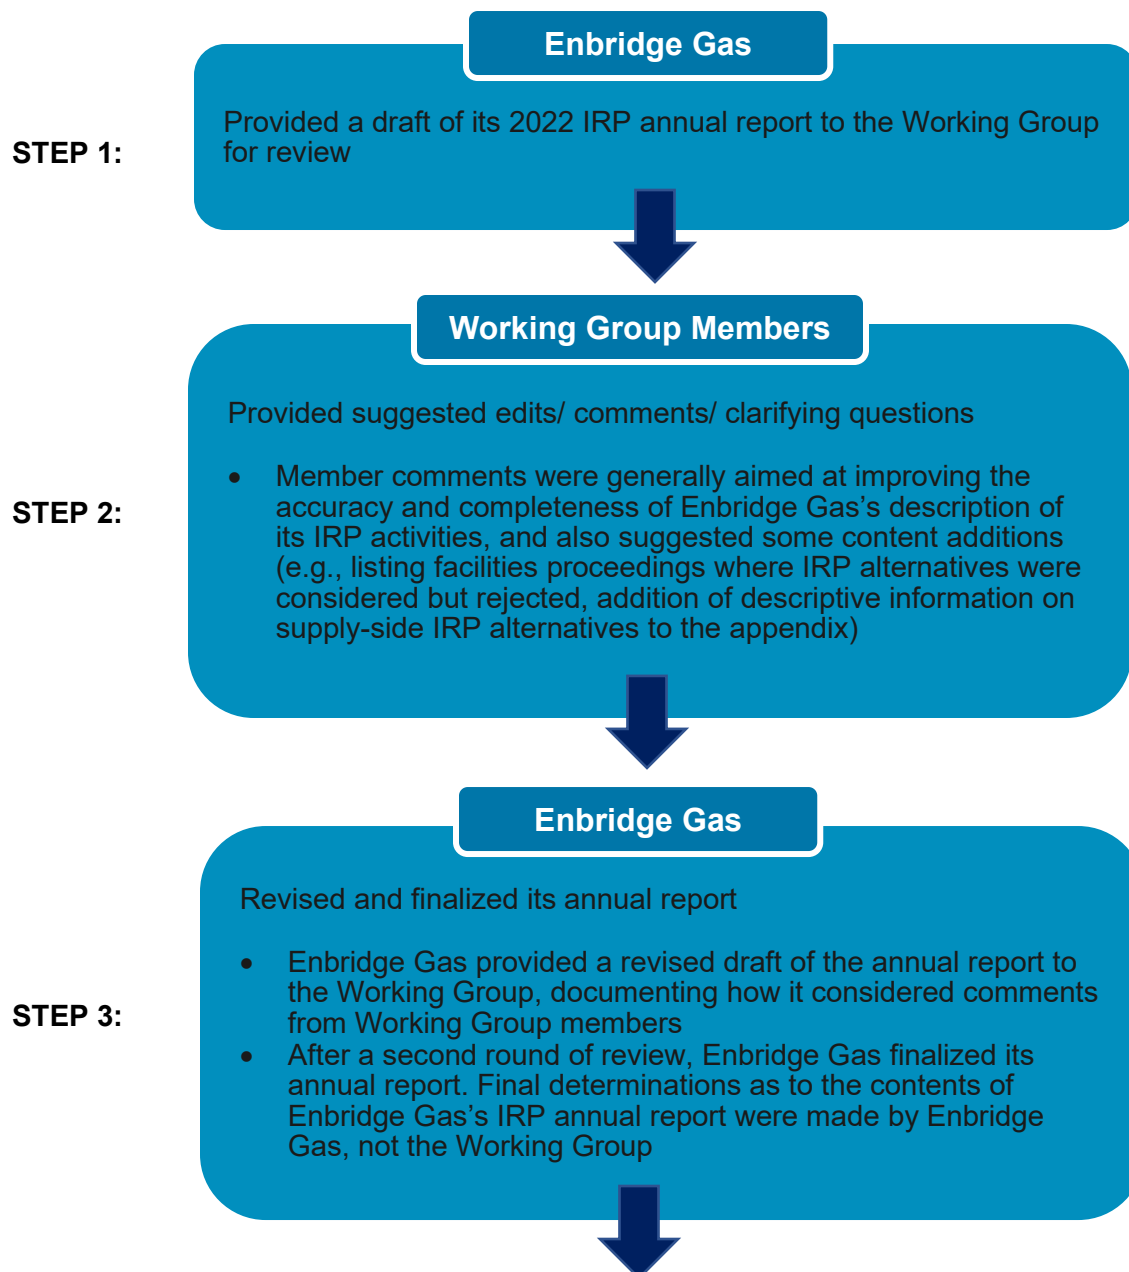 Enbridge Gas
STEP 1:
Provided a draft of its 2022 IRP annual report to the Working Group
for review
Working Group Members
STEP 2:
Provided suggested edits/ comments/ clarifying questions
• Member comments were generally aimed at improving the
accuracy and completeness of Enbridge Gas’s description of
its IRP activities, and also suggested some content additions
(e.g., listing facilities proceedings where IRP alternatives were
considered but rejected, addition of descriptive information on
supply-side IRP alternatives to the appendix)
Enbridge Gas
STEP 3:
Revised and finalized its annual report
• Enbridge Gas provided a revised draft of the annual report to
the Working Group, documenting how it considered comments
from Working Group members
• After a second round of review, Enbridge Gas finalized its
annual report. Final determinations as to the contents of
Enbridge Gas’s IRP annual report were made by Enbridge
Gas, not the Working Group